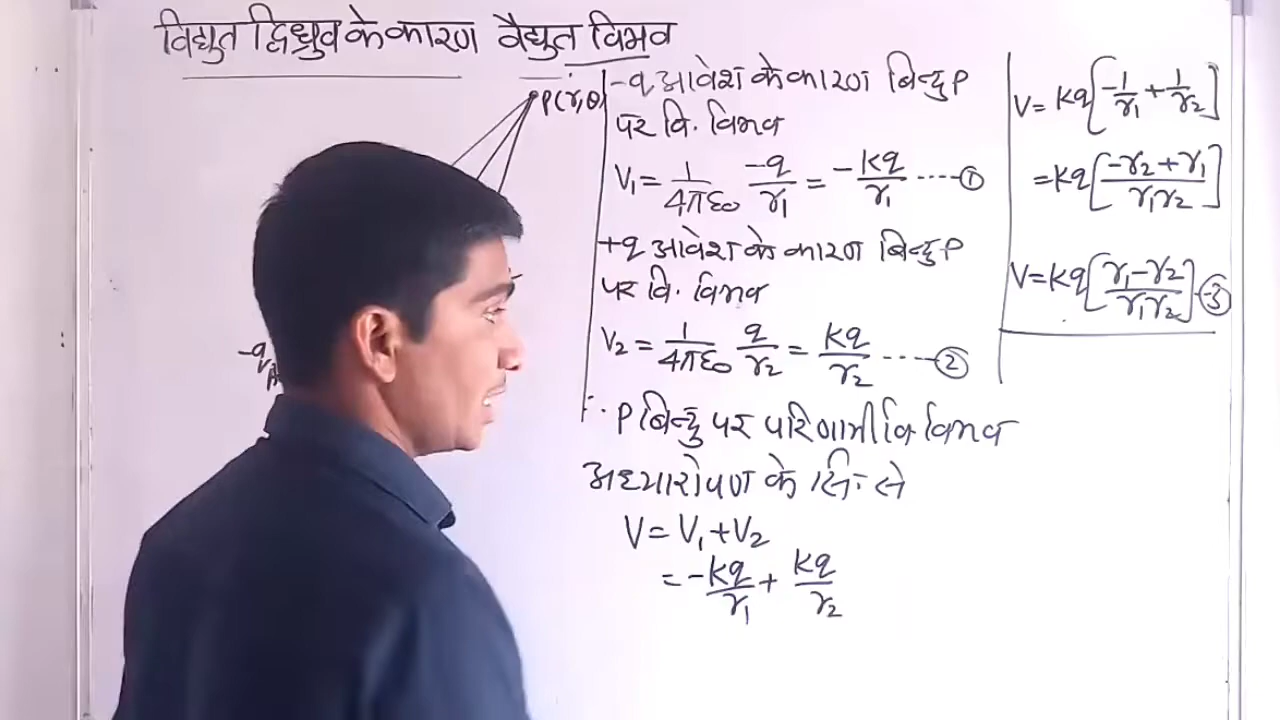 विद्युत द्विध्रुव के कारण वैद्युत विभव
P(r,θ)
-q
-q आवेश के कारण बिन्दु P
पर वि. विभव
V₁ = 1/4πε₀ -q/r₁ = -kq/r₁ ----- ①
+q आवेश के कारण बिन्दु P
पर वि. विभव
V₂ = 1/4πε₀ q/r₂ = kq/r₂ ----- ②
∴ P बिन्दु पर परिणामी वि विभव
अध्यारोपण के सि॰ से
V = V₁ + V₂
= -kq/r₁ + kq/r₂
V = kq[-1/r₁ + 1/r₂]
= kq[-r₂ + r₁/r₁r₂]
V = kq[r₁ - r₂/r₁r₂] - ③